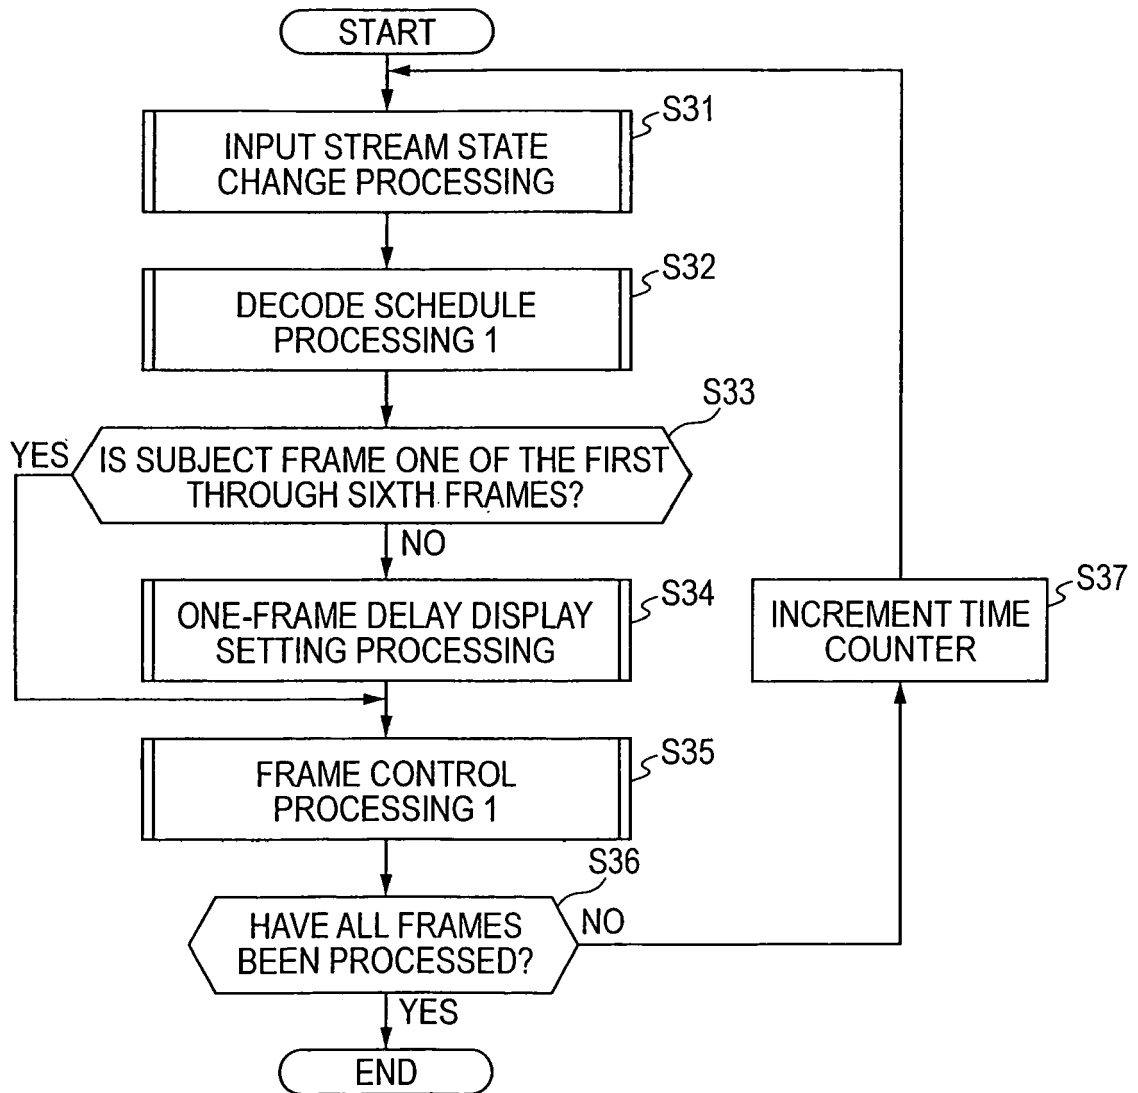 START
S31
INPUT STREAM STATE
CHANGE PROCESSING
S32
DECODE SCHEDULE
PROCESSING 1
S33
YES
IS SUBJECT FRAME ONE OF THE FIRST
THROUGH SIXTH FRAMES?
NO
S34
ONE-FRAME DELAY DISPLAY
SETTING PROCESSING
S37
INCREMENT TIME
COUNTER
S35
FRAME CONTROL
PROCESSING 1
S36
HAVE ALL FRAMES
BEEN PROCESSED?
NO
YES
END